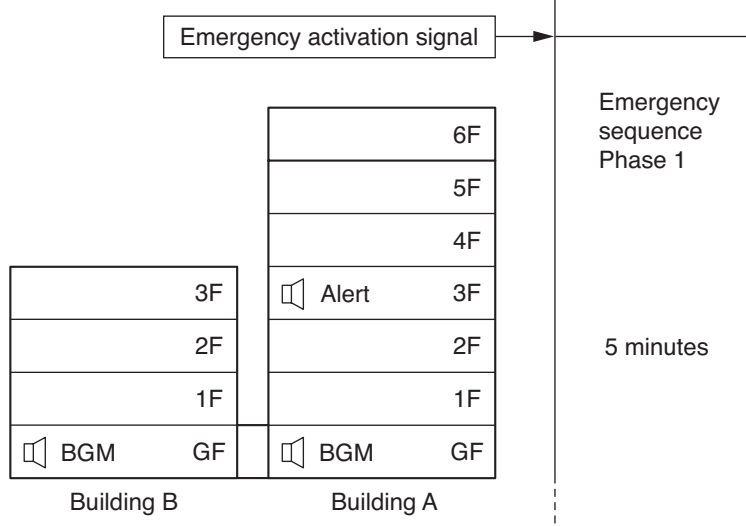 Emergency activation signal
Emergency
sequence
Phase 1
6F
5F
4F
3F
Alert 3F
2F
2F
5 minutes
1F
1F
BGM GF
BGM GF
Building B
Building A